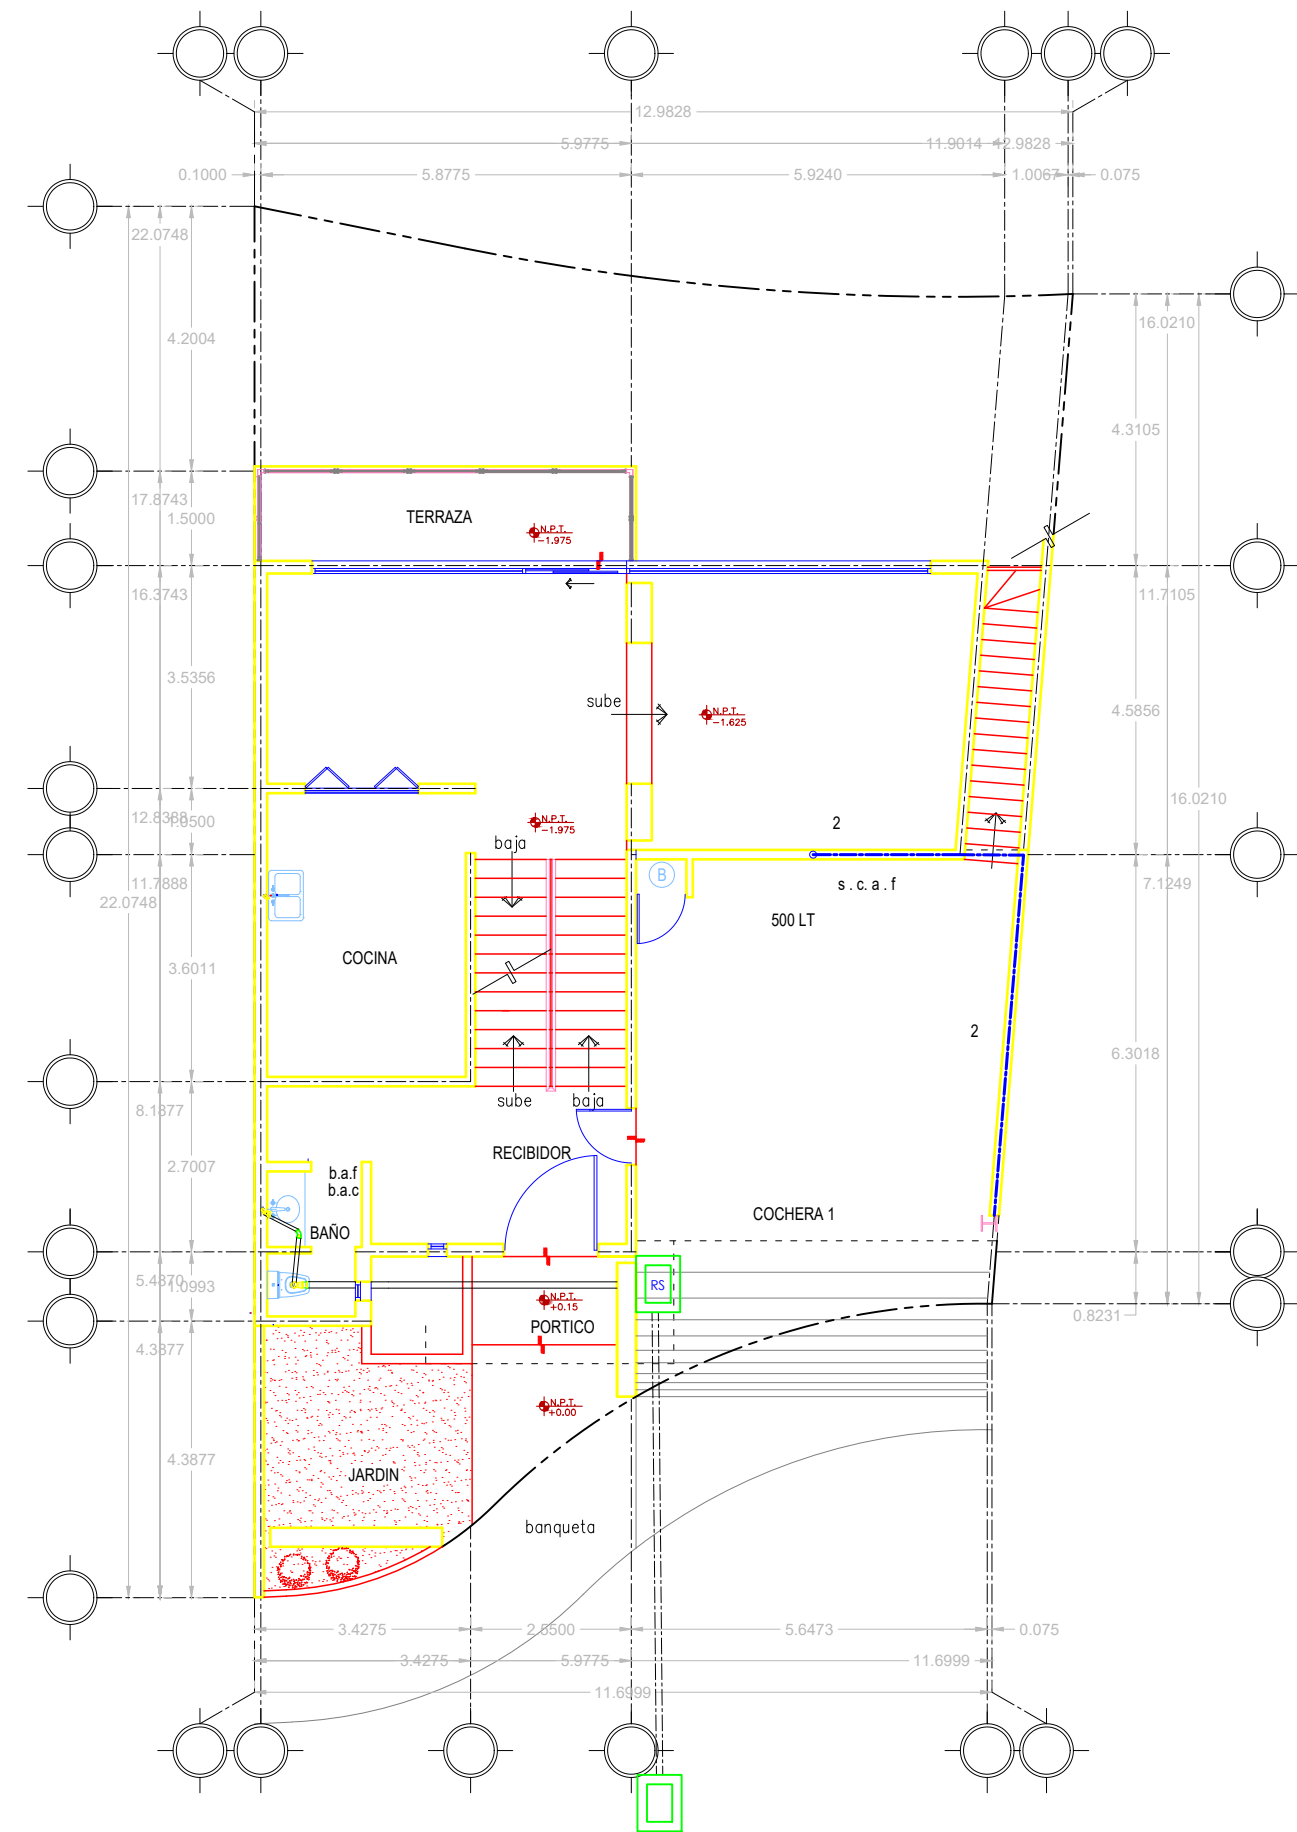 12.9828
5.9775
11.9014
12.9828
0.1000
5.8775
5.9240
1.0067
0.075
22.0748
16.0210
4.2004
4.3105
17.8743
1.5000
TERRAZA
N.P.T.
-1.975
16.3743
11.7105
3.5356
sube
N.P.T.
-1.625
4.5856
16.0210
12.8388
1.0500
N.P.T.
-1.975
2
baja
11.7888
22.0748
B
s.c.a.f
7.1249
500 LT
COCINA
3.6011
2
6.3018
sube
baja
8.1877
2.7007
RECIBIDOR
b.a.f
b.a.c
BAÑO
COCHERA 1
5.4870
1.0993
RS
N.P.T.
+0.15
PORTICO
0.8231
4.3877
N.P.T.
+0.00
4.3877
JARDIN
banqueta
3.4275
2.5500
5.6473
0.075
3.4275
5.9775
11.6999
11.6999